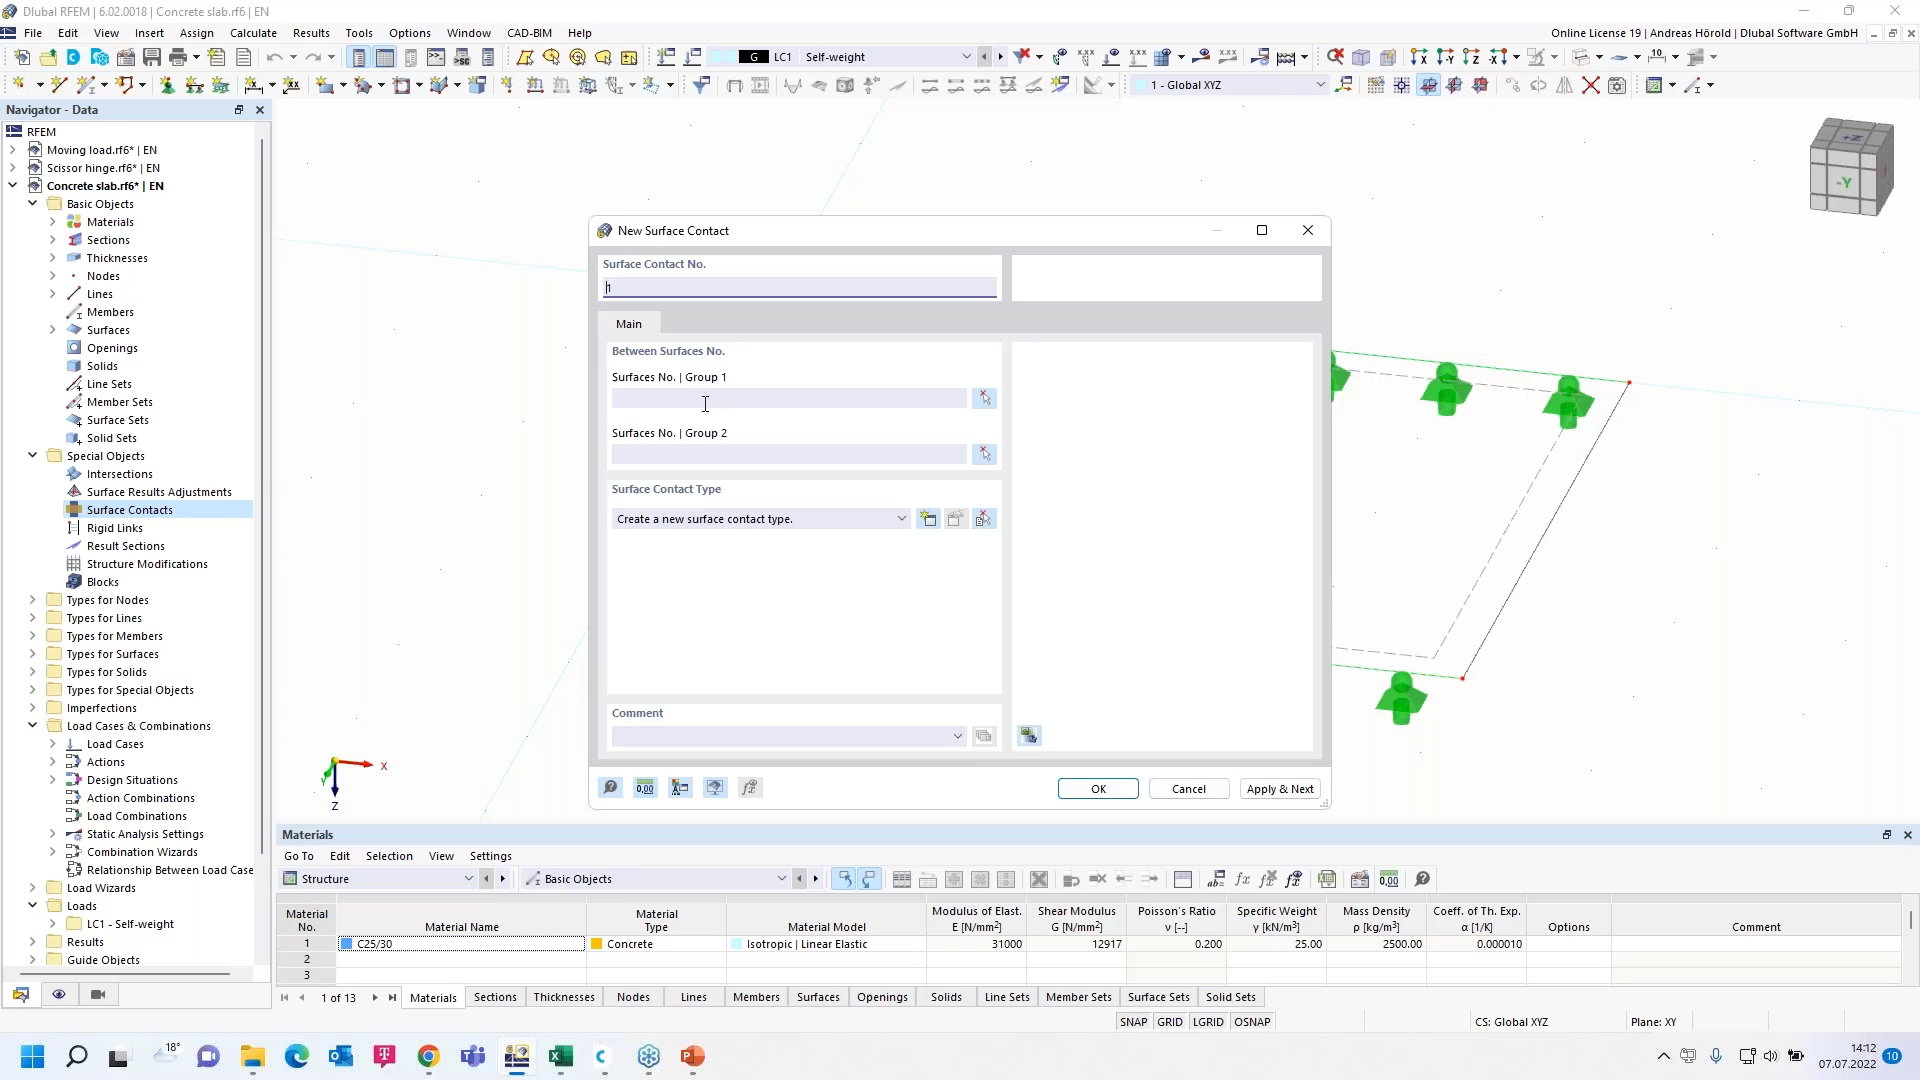 Dlubal RFEM | 6.02.0018 | Concrete slab.rf6 | EN
File Edit View Insert Assign Calculate Results Tools Options Window CAD-BIM Help
Online License 19 | Andreas Hörold | Dlubal Software GmbH
G LC1 Self-weight
1 - Global XYZ
Navigator - Data
RFEM
Moving load.rf6* | EN
Scissor hinge.rf6* | EN
Concrete slab.rf6* | EN
Basic Objects
Materials
Sections
Thicknesses
Nodes
Lines
Members
Surfaces
Openings
Solids
Line Sets
Member Sets
Surface Sets
Solid Sets
Special Objects
Intersections
Surface Results Adjustments
Surface Contacts
Rigid Links
Result Sections
Structure Modifications
Blocks
Types for Nodes
Types for Lines
Types for Members
Types for Surfaces
Types for Solids
Types for Special Objects
Imperfections
Load Cases & Combinations
Load Cases
Actions
Design Situations
Action Combinations
Load Combinations
Static Analysis Settings
Combination Wizards
Relationship Between Load Case
Load Wizards
Loads
LC1 - Self-weight
Results
Guide Objects
New Surface Contact
Surface Contact No.
1
Main
Between Surfaces No.
Surfaces No. | Group 1
Surfaces No. | Group 2
Surface Contact Type
Create a new surface contact type.
Comment
OK Cancel Apply & Next
+Z
-Y
X
Y
Z
Materials
Go To Edit Selection View Settings
Structure
Basic Objects
Material No. Material Name Material Type Material Model Modulus of Elast. E [N/mm²] Shear Modulus G [N/mm²] Poisson's Ratio ν [--] Specific Weight γ [kN/m³] Mass Density ρ [kg/m³] Coeff. of Th. Exp. α [1/K] Options Comment
1 C25/30 Concrete Isotropic | Linear Elastic 31000 12917 0.200 25.00 2500.00 0.000010
2
3
1 of 13 Materials Sections Thicknesses Nodes Lines Members Surfaces Openings Solids Line Sets Member Sets Surface Sets Solid Sets
SNAP GRID LGRID OSNAP
CS: Global XYZ
Plane: XY
18°
14:12
07.07.2022
10